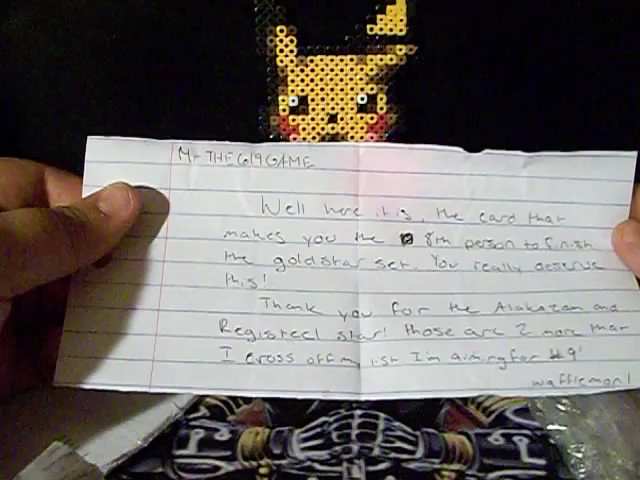 Mr THE619GAME
Well here it is, the card that
makes you the 8th person to finish
the goldstar set. You really deserve
this!
Thank you for the Alakazam and
Registeel star! those are 2 more that
I cross off my list I'm aiming for #9!
wafflemon!